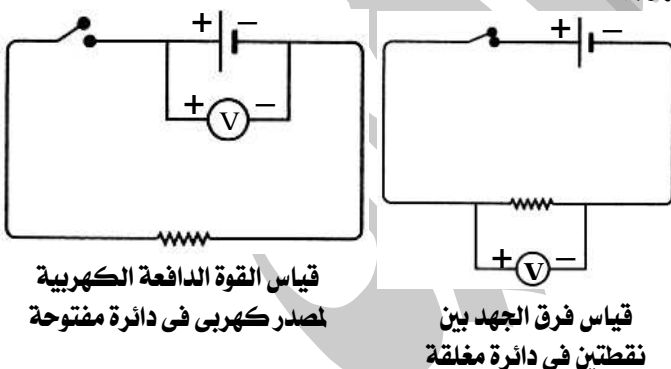 + −
+ −
+ V −
قياس القوة الدافعة الكهربية
لمصدر كهربى فى دائرة مفتوحة
+ V −
قياس فرق الجهد بين
نقطتين فى دائرة مغلقة